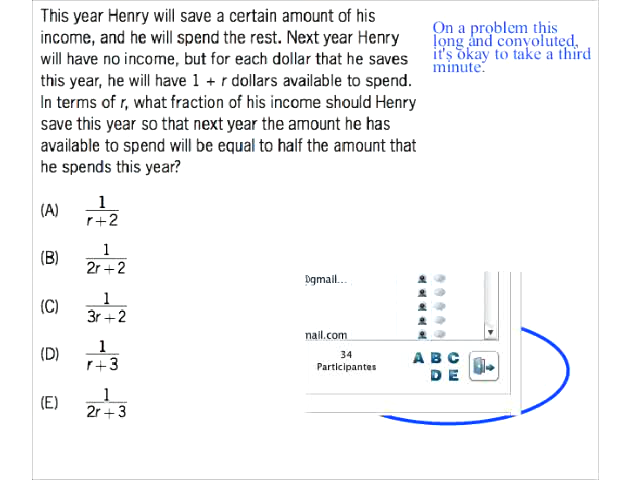 This year Henry will save a certain amount of his
income, and he will spend the rest. Next year Henry
will have no income, but for each dollar that he saves
this year, he will have 1 + r dollars available to spend.
In terms of r, what fraction of his income should Henry
save this year so that next year the amount he has
available to spend will be equal to half the amount that
he spends this year?
On a problem this
long and convoluted,
it's okay to take a third
minute.
(A) 1
r + 2
(B) 1
2r + 2
(C) 1
3r + 2
(D) 1
r + 3
(E) 1
2r + 3
gmail...
nail.com
34
Participantes
A B C
D E